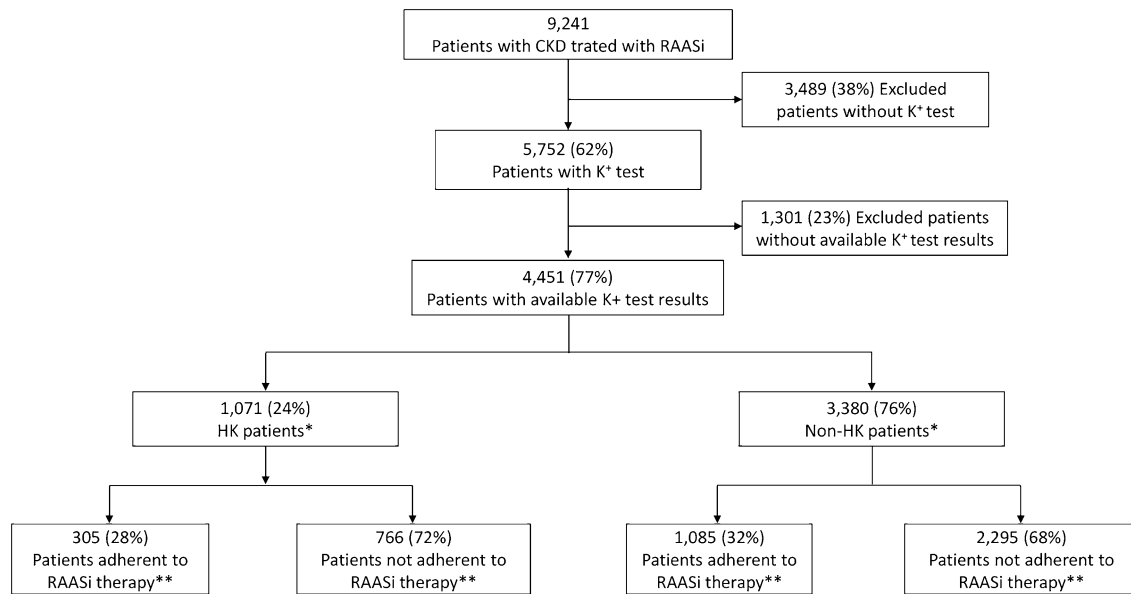 9,241
Patients with CKD trated with RAASi
3,489 (38%) Excluded
patients without K⁺ test
5,752 (62%)
Patients with K⁺ test
1,301 (23%) Excluded patients
without available K⁺ test results
4,451 (77%)
Patients with available K+ test results
1,071 (24%)
HK patients*
3,380 (76%)
Non-HK patients*
305 (28%)
Patients adherent to
RAASi therapy**
766 (72%)
Patients not adherent to
RAASi therapy**
1,085 (32%)
Patients adherent to
RAASi therapy**
2,295 (68%)
Patients not adherent to
RAASi therapy**